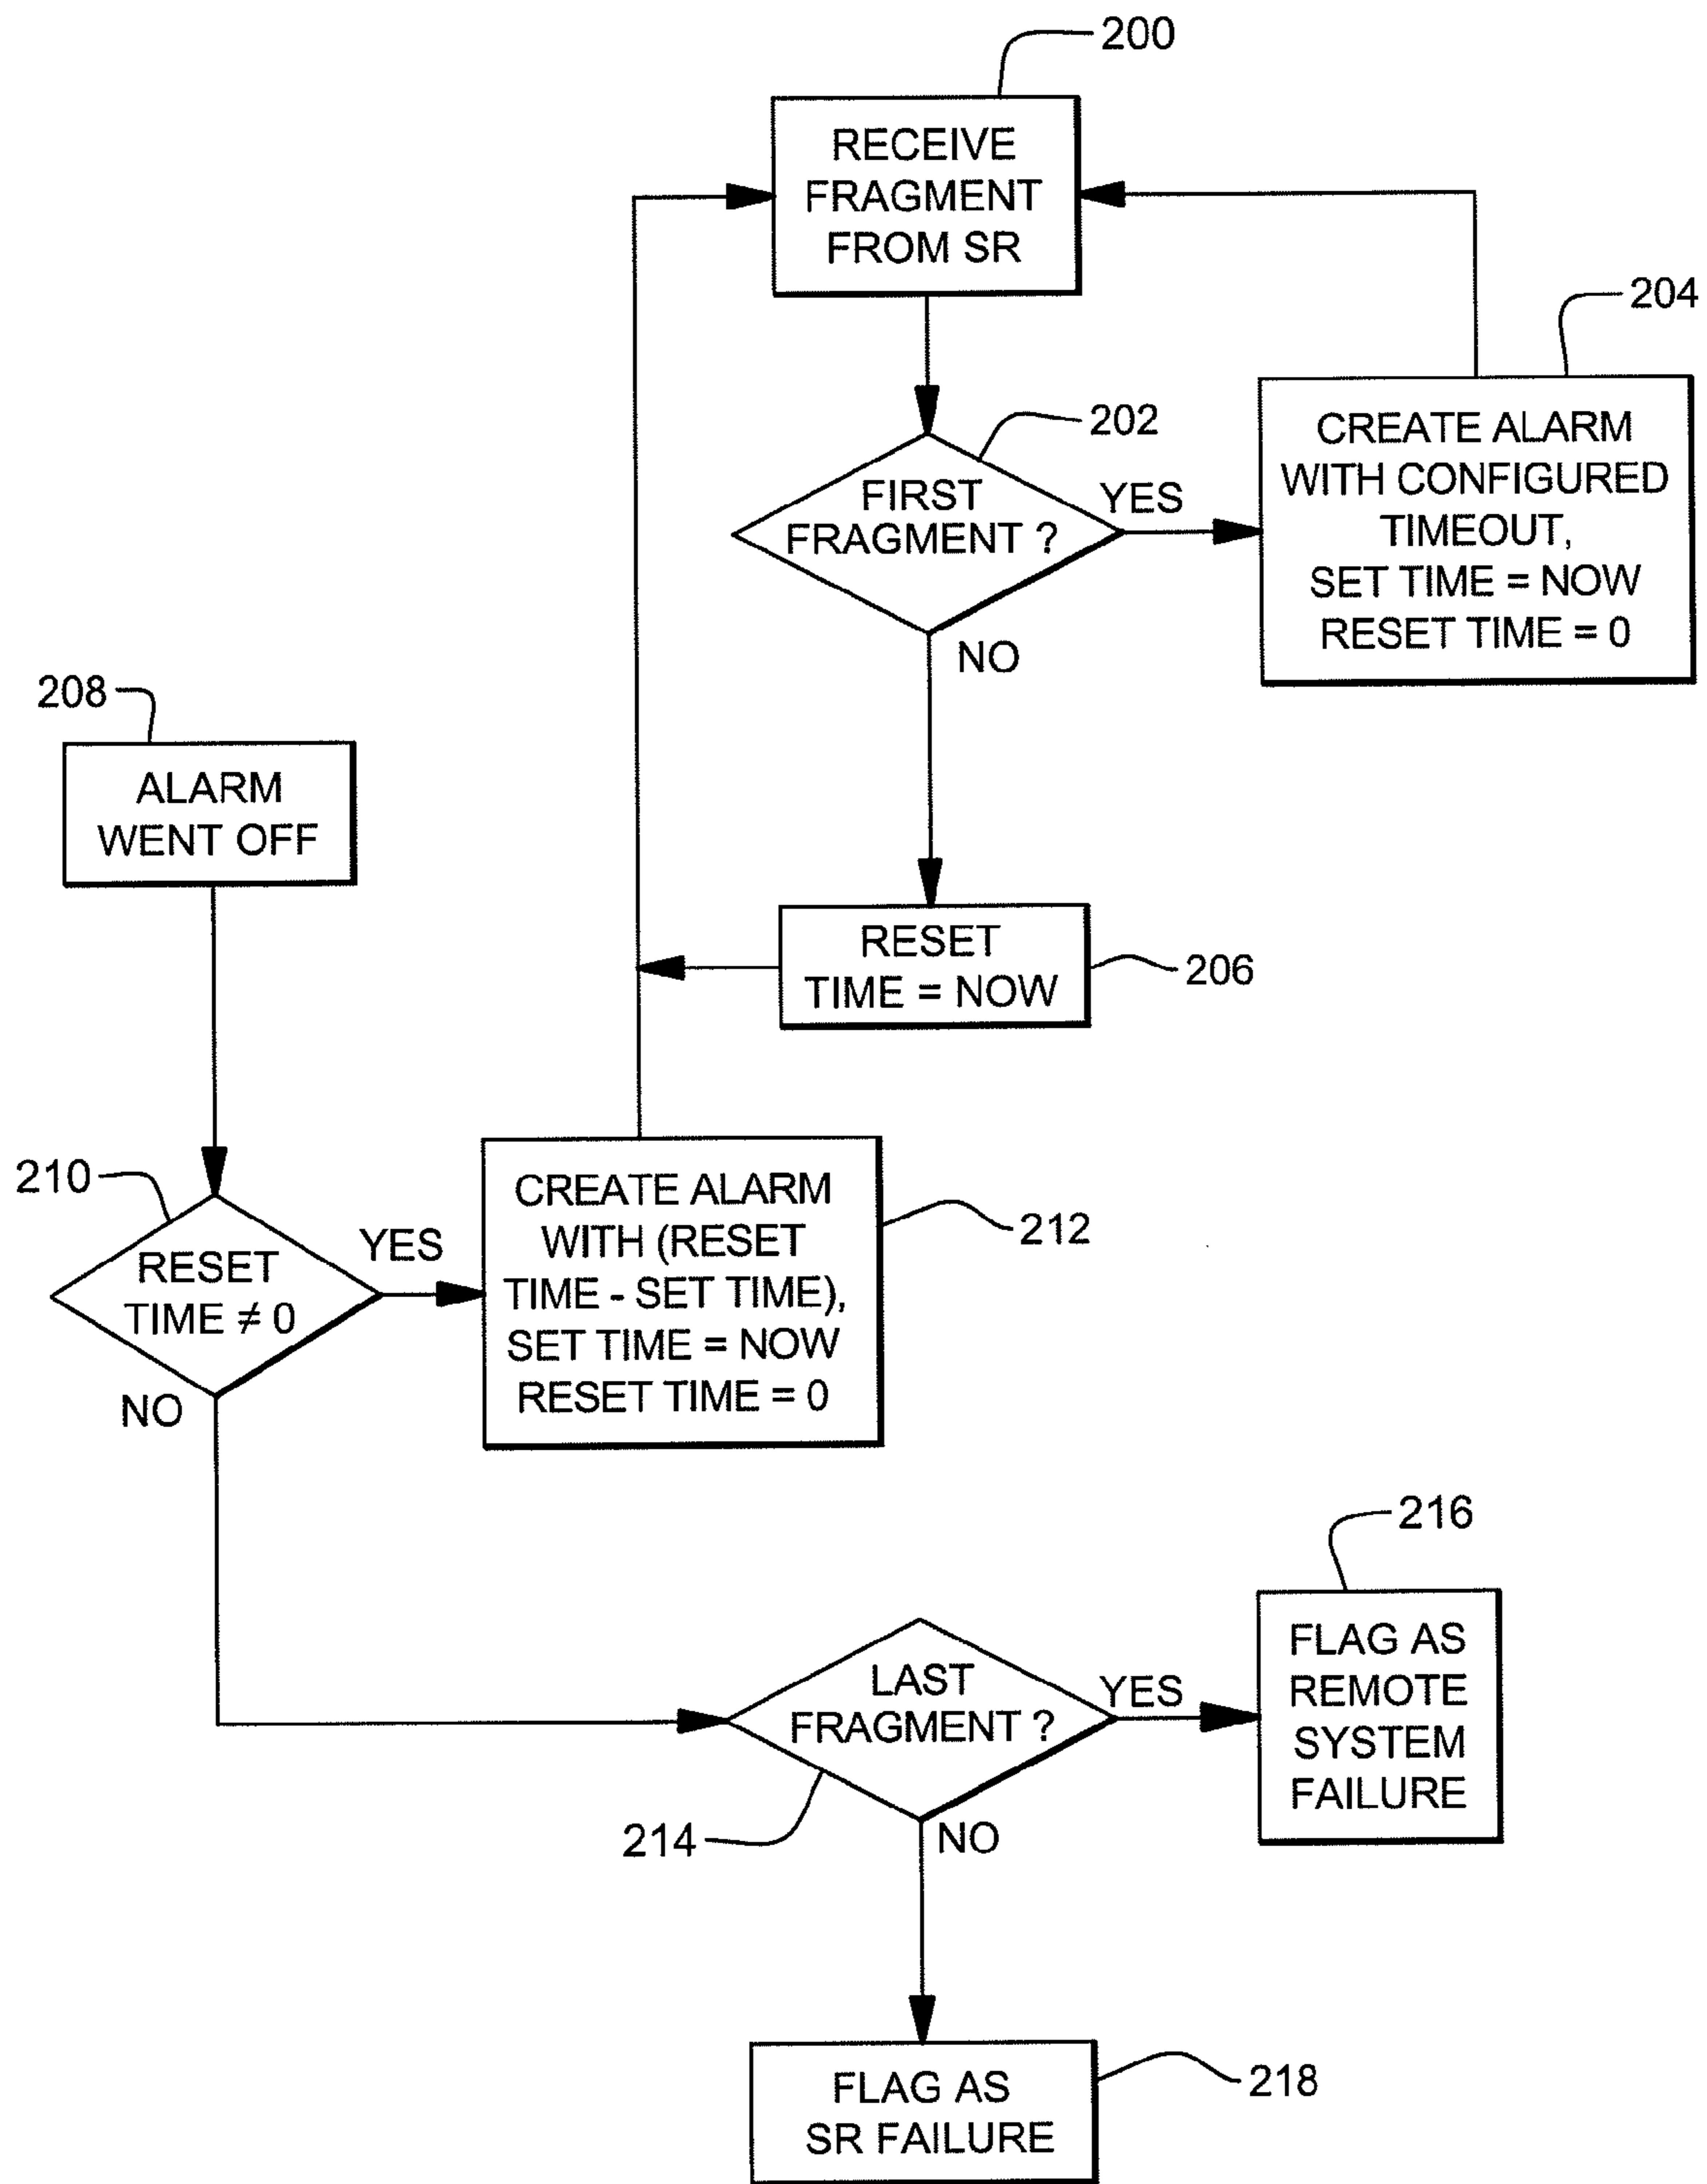 200
RECEIVE
FRAGMENT
FROM SR
204
CREATE ALARM
WITH CONFIGURED
TIMEOUT,
SET TIME = NOW
RESET TIME = 0
202
FIRST
FRAGMENT ?
YES
NO
208
ALARM
WENT OFF
RESET
TIME = NOW
206
210
RESET
TIME ≠ 0
YES
NO
CREATE ALARM
WITH (RESET
TIME - SET TIME),
SET TIME = NOW
RESET TIME = 0
212
216
FLAG AS
REMOTE
SYSTEM
FAILURE
LAST
FRAGMENT ?
YES
214
NO
FLAG AS
SR FAILURE
218